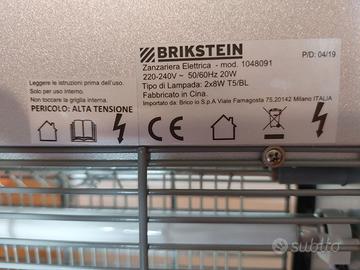 BRIKSTEIN
P/D: 04/19
Zanzariera Elettrica - mod. 1048091
220-240V ~ 50/60Hz 20W
Tipo di Lampada: 2x8W T5/BL
Fabbricato in Cina.
Importato da: Brico io S.p.A Viale Famagosta 75,20142 Milano ITALIA
Leggere le istruzioni prima dell'uso.
Solo per uso interno.
Non toccare la griglia interna.
PERICOLO: ALTA TENSIONE
CE
subito